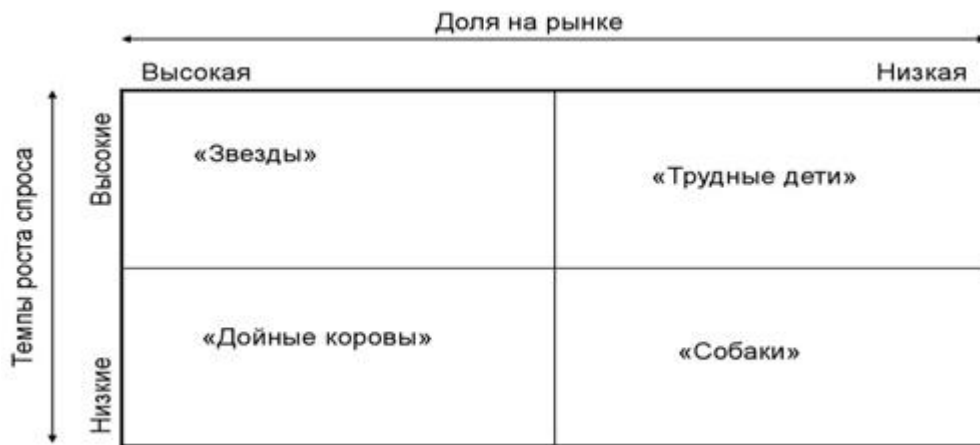 Доля на рынке
Высокая
Низкая
Темпы роста спроса
Высокие
«Звезды»
«Трудные дети»
Низкие
«Дойные коровы»
«Собаки»